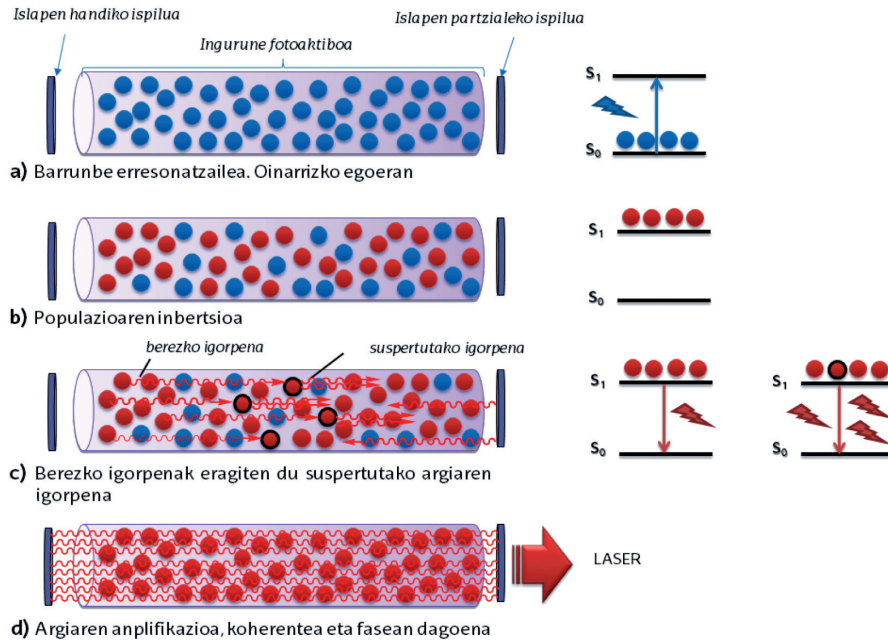 Islapen handiko ispilua
Islapen partzialeko ispilua
Ingurune fotoaktiboa
S1
S0
a) Barrunbe erresonatzailea. Oinarrizko egoeran
S1
S0
b) Populazioaren inbertsioa
berezko igorpena
suspertutako igorpena
S1
S0
S1
S0
c) Berezko igorpenak eragiten du suspertutako argiaren
igorpena
LASER
d) Argiaren anplifikazioa, koherentea eta fasean dagoena